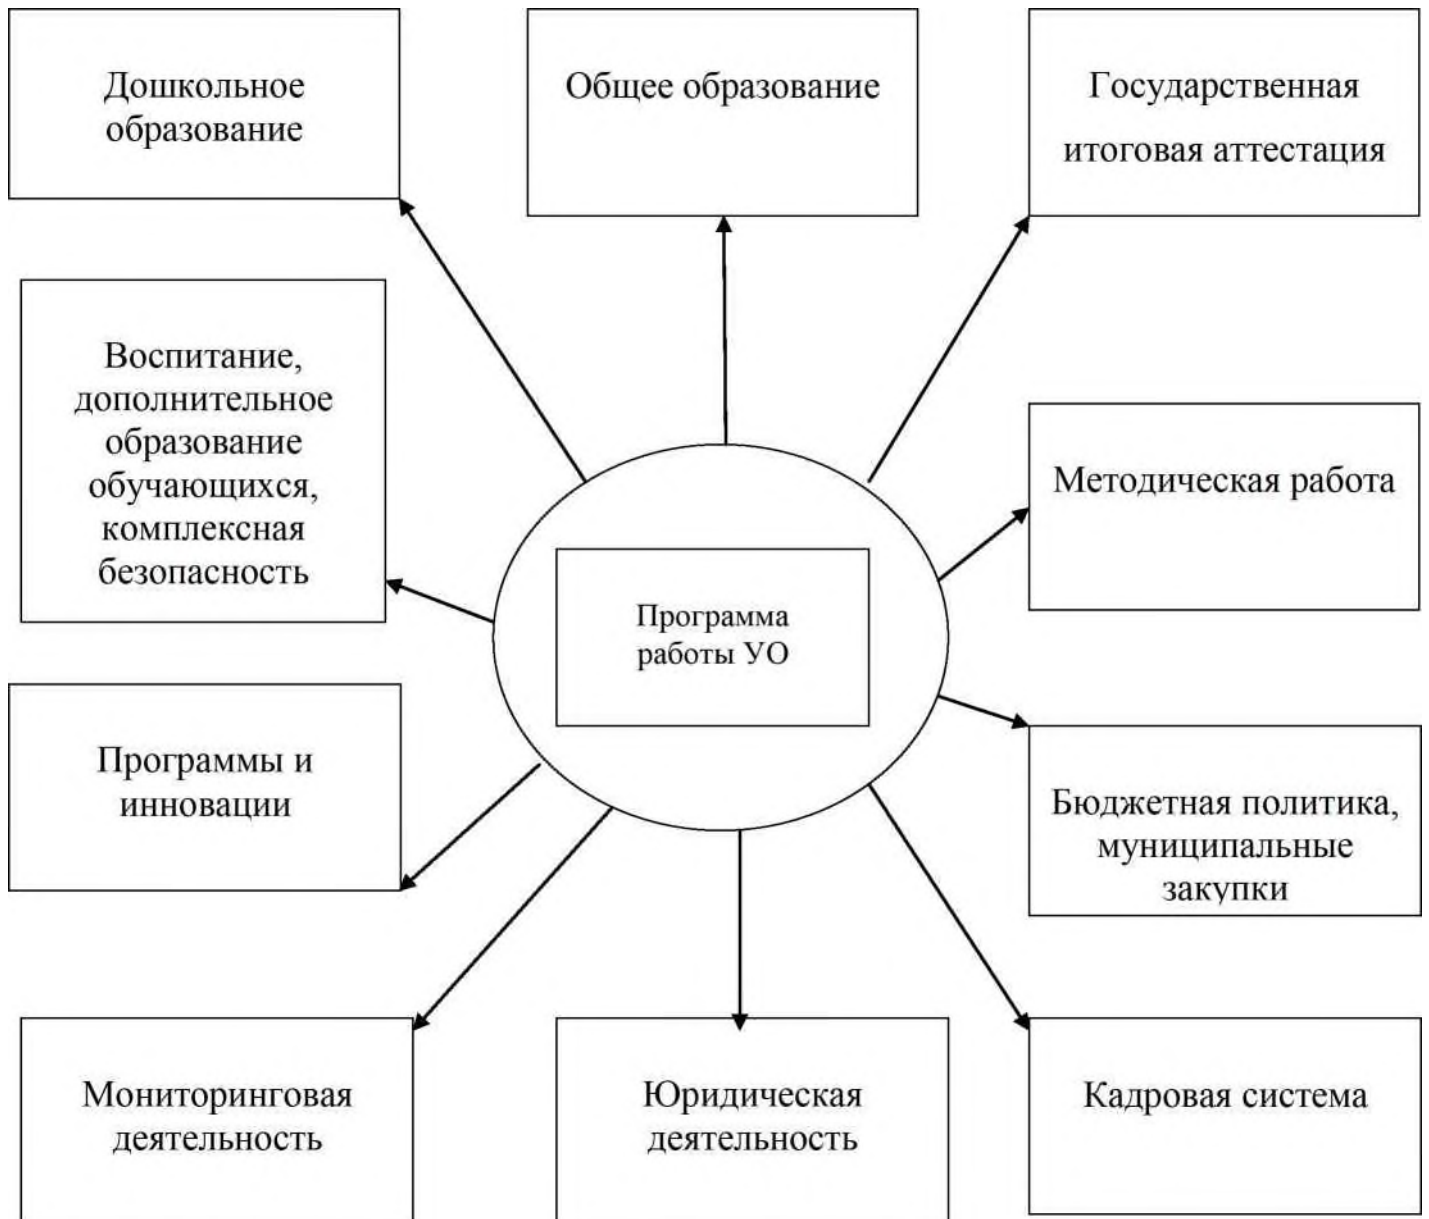 Дошкольное
образование
Общее образование
Государственная
итоговая аттестация
Воспитание,
дополнительное
образование
обучающихся,
комплексная
безопасность
Методическая работа
Программа
работы УО
Программы и
инновации
Бюджетная политика,
муниципальные
закупки
Мониторинговая
деятельность
Юридическая
деятельность
Кадровая система